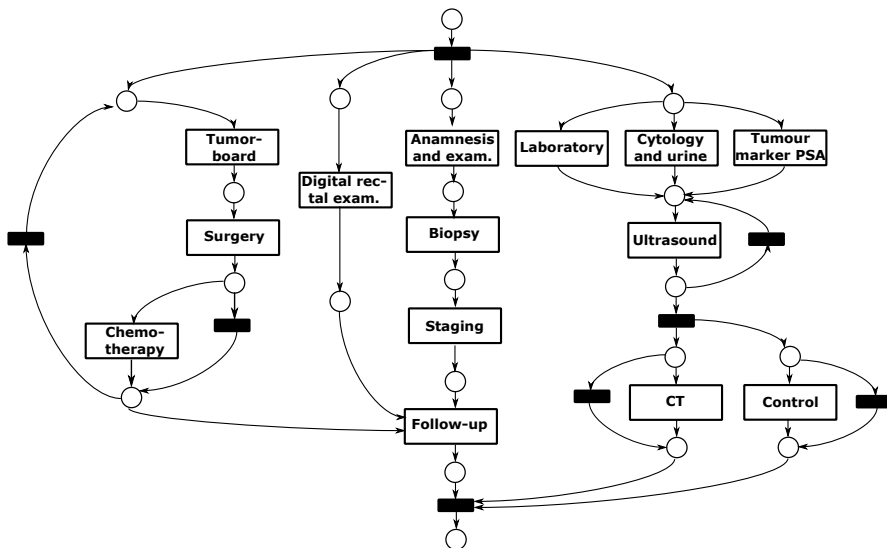 Tumor-
board
Anamnesis
and exam.
Laboratory
Cytology
and urine
Tumour
marker PSA
Digital rec-
tal exam.
Surgery
Biopsy
Ultrasound
Chemo-
therapy
Staging
CT
Control
Follow-up